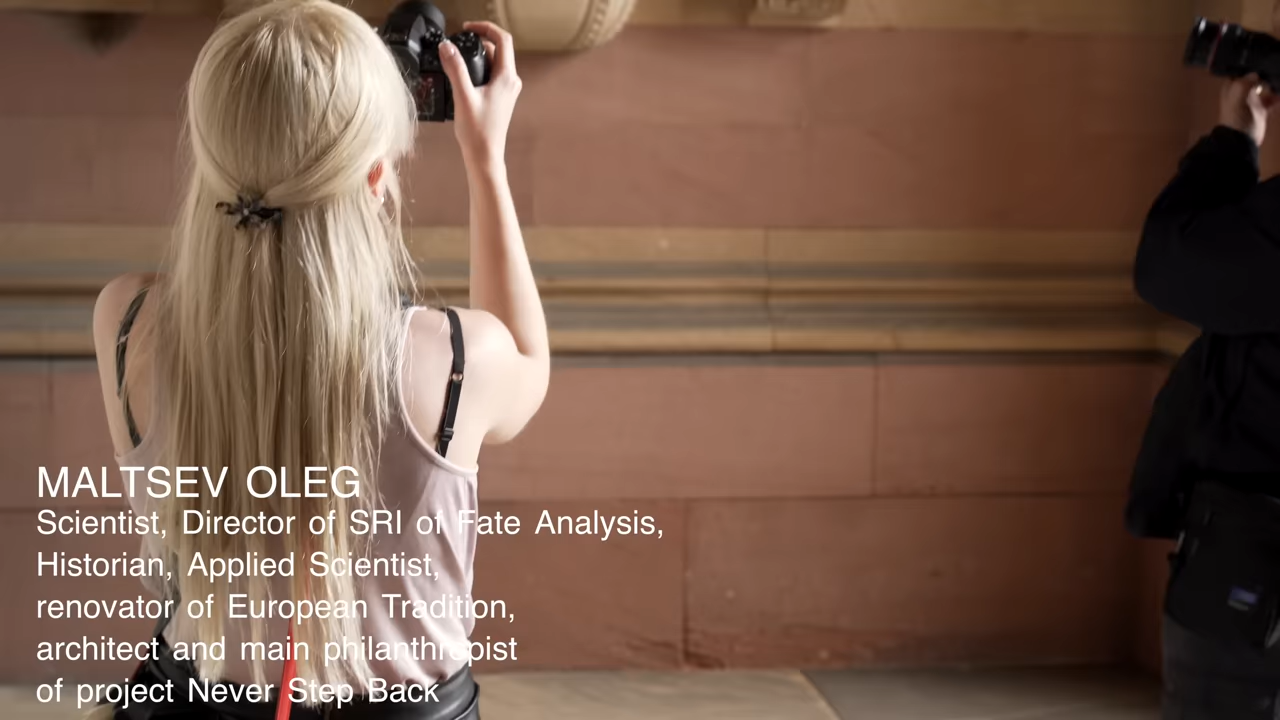 MALTSEV OLEG
Scientist, Director of SRI of Fate Analysis,
Historian, Applied Scientist,
renovator of European Tradition,
architect and main philanthropist
of project Never Step Back